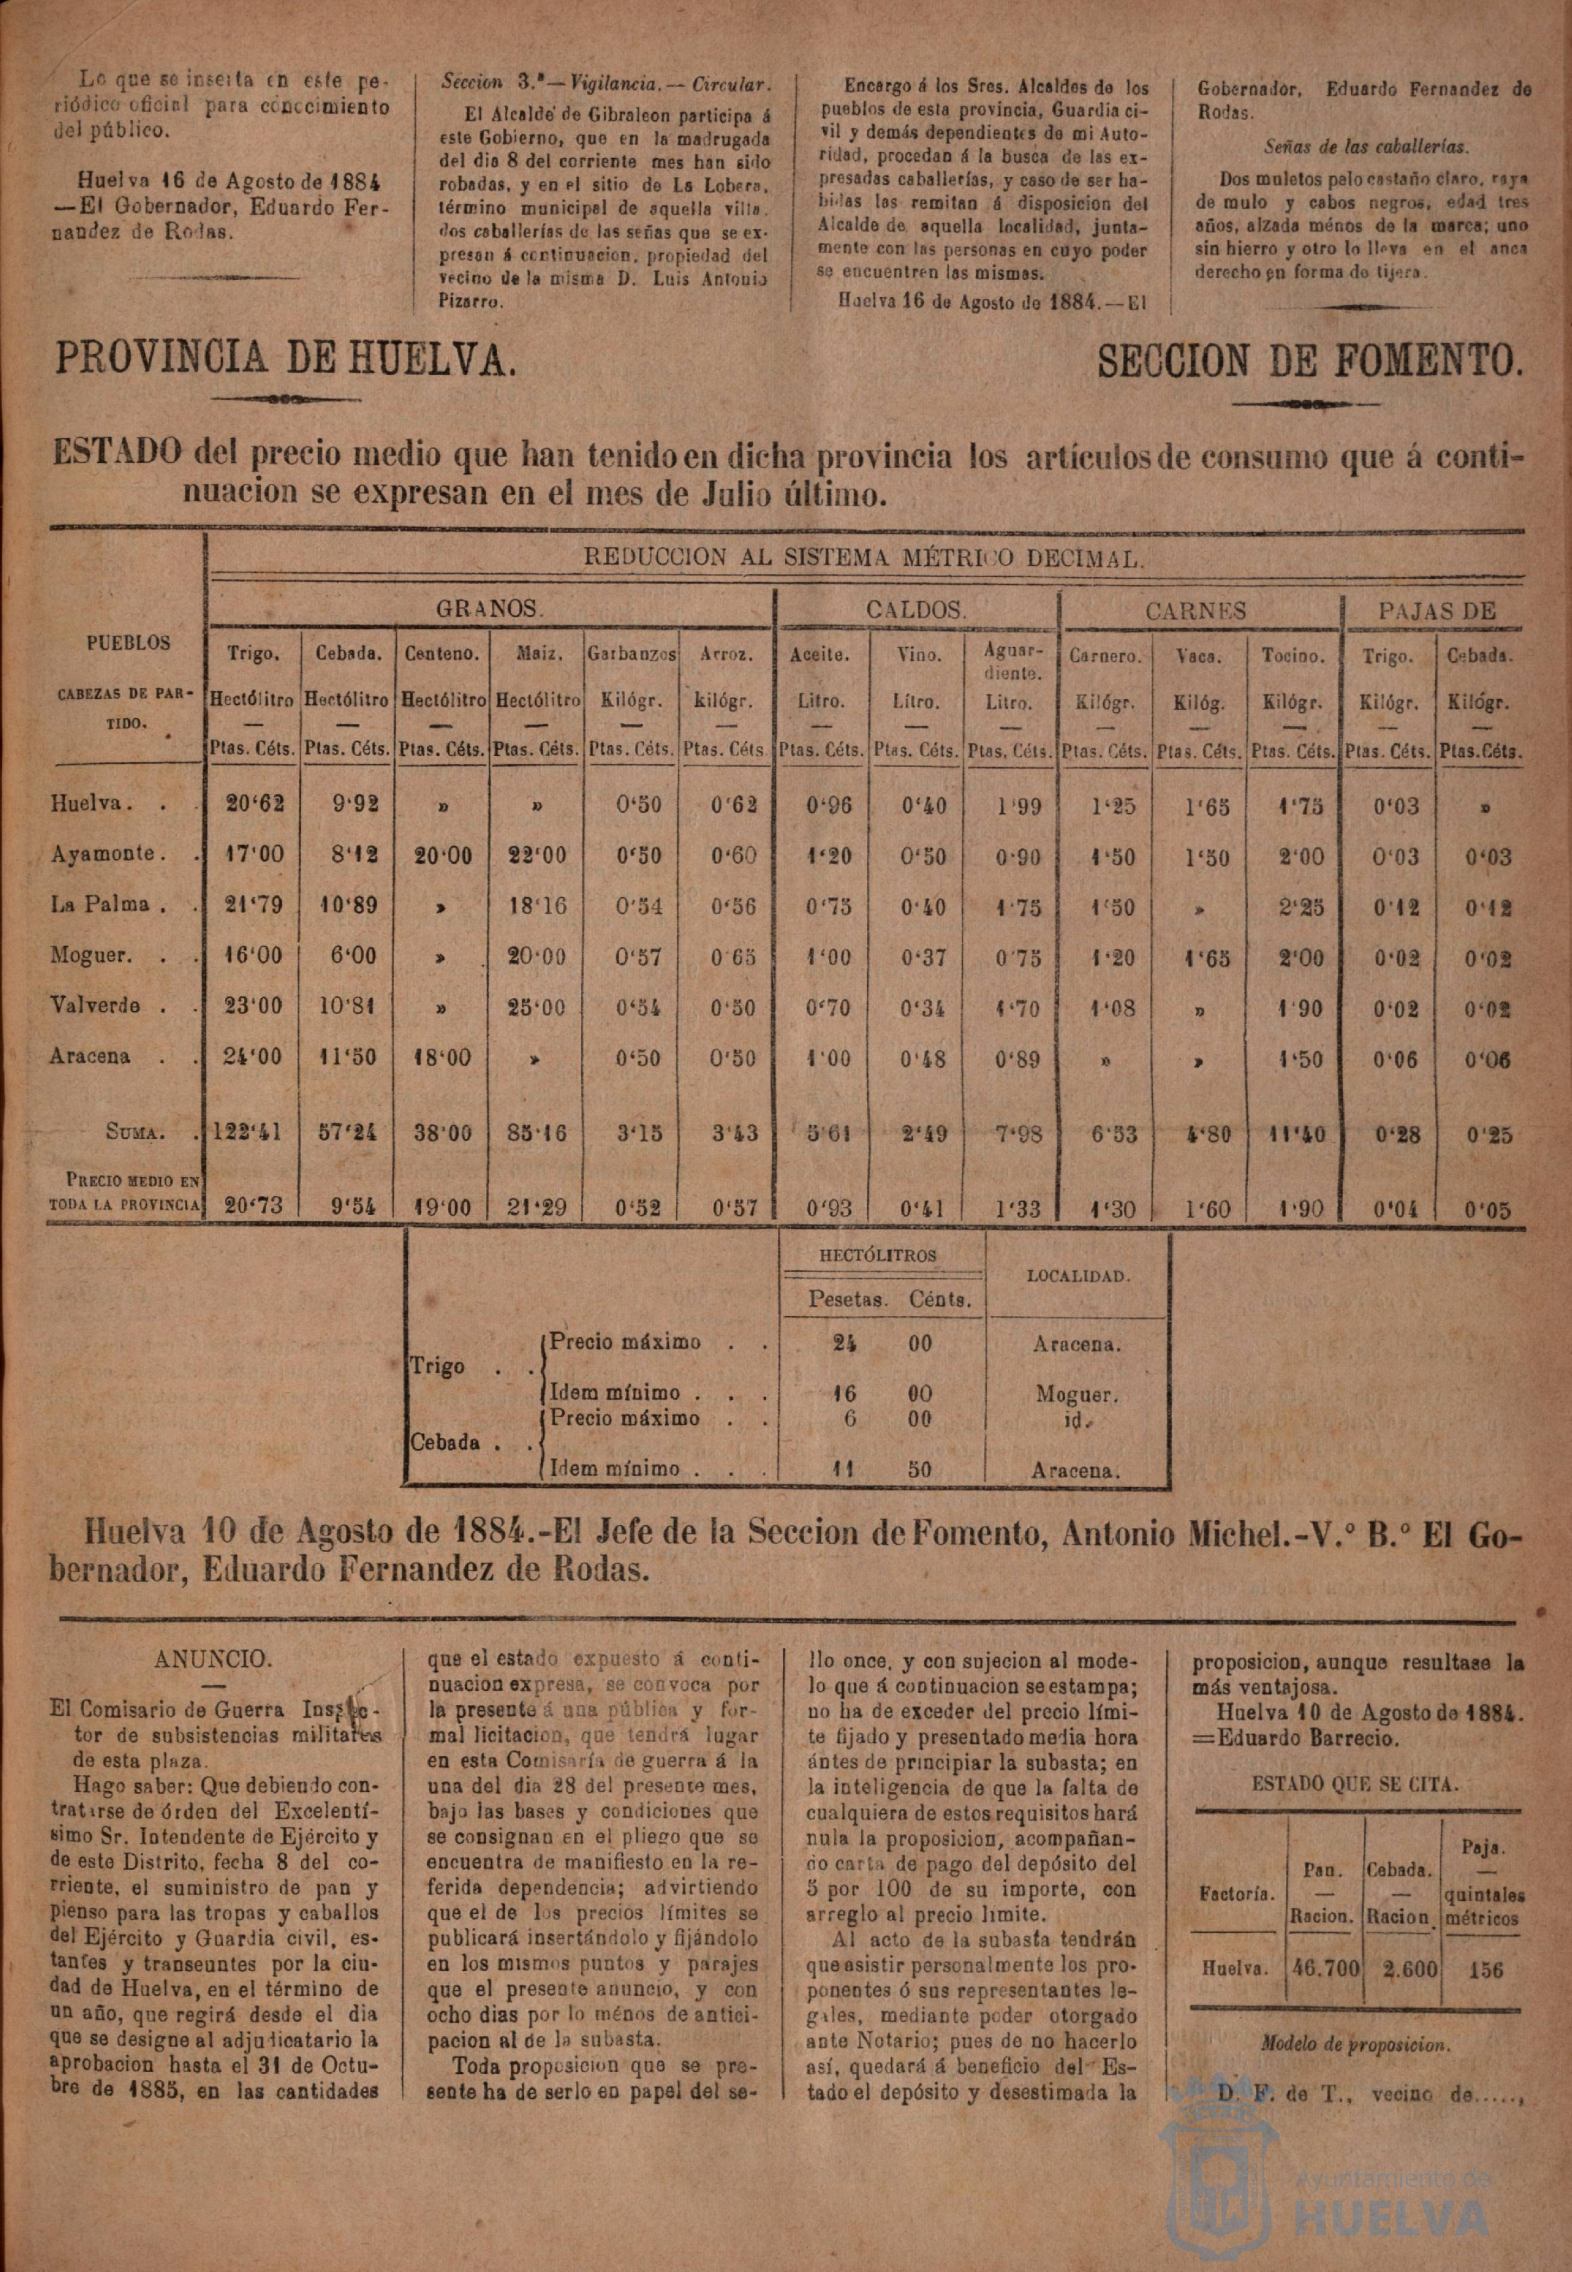 Lo que se inserta en este pe-
riódico oficial para conocimiento
del público.
Huelva 16 de Agosto de 1884
—El Gobernador, Eduardo Fer-
nandez de Rodas.
Seccion 3.ª — Vigilancia. — Circular.
El Alcalde de Gibraleon participa á
este Gobierno, que en la madrugada
del dia 8 del corriente mes han sido
robadas, y en el sitio de La Lobera,
término municipal de aquella villa.
dos caballerías de las señas que se ex-
presan á continuacion, propiedad del
vecino de la misma D. Luis Antonio
Pizarro.
Encargo á los Sres. Alcaldes de los
pueblos de esta provincia, Guardia ci-
vil y demás dependientes de mi Auto-
ridad, procedan á la busca de las ex-
presadas caballerías, y caso de ser ha-
bidas las remitan á disposicion del
Alcalde de aquella localidad, junta-
mente con las personas en cuyo poder
se encuentren las mismas.
Huelva 16 de Agosto de 1884.—El
Gobernador, Eduardo Fernandez de
Rodas.
Señas de las caballerías.
Dos muletos pelo castaño claro, raya
de mulo y cabos negros, edad tres
años, alzada ménos de la marca; uno
sin hierro y otro lo lleva en el anca
derecho en forma de tijera.
PROVINCIA DE HUELVA. SECCION DE FOMENTO.
ESTADO del precio medio que han tenido en dicha provincia los artículos de consumo que á conti-
nuacion se expresan en el mes de Julio último.
REDUCCION AL SISTEMA MÉTRICO DECIMAL.
GRANOS. CALDOS. CARNES PAJAS DE
PUEBLOS CABEZAS DE PAR-TIDO.
Trigo. Cebada. Centeno. Maiz. Garbanzos Arroz. Aceite. Vino. Aguar-diente. Carnero. Vaca. Tocino. Trigo. Cebada.
Hectólitro Hectólitro Hectólitro Hectólitro Kilógr. kilógr. Litro. Litro. Litro. Kilógr. Kilóg. Kilógr. Kilógr. Kilógr.
Ptas. Céts. Ptas. Céts. Ptas. Céts. Ptas. Céts. Ptas. Céts. Ptas. Céts Ptas. Céts. Ptas. Céts. Ptas. Céts. Ptas. Céts. Ptas. Céts. Ptas. Céts. Ptas. Céts. Ptas.Céts.
Huelva. . 20‘62 9‘92 » » 0‘50 0‘62 0‘96 0‘40 1‘99 1‘25 1‘65 1‘75 0‘03 »
Ayamonte. . 17‘00 8‘12 20‘00 22‘00 0‘50 0‘60 1‘20 0‘50 0‘90 1‘50 1‘50 2‘00 0‘03 0‘03
La Palma . . 21‘79 10‘89 » 18‘16 0‘54 0‘56 0‘75 0‘40 1‘75 1‘50 » 2‘25 0‘12 0‘12
Moguer. . . 16‘00 6‘00 » 20‘00 0‘57 0‘65 1‘00 0‘37 0‘75 1‘20 1‘65 2‘00 0‘02 0‘02
Valverde . . 23‘00 10‘81 » 25‘00 0‘54 0‘50 0‘70 0‘34 1‘70 1‘08 » 1‘90 0‘02 0‘02
Aracena . . 24‘00 11‘50 18‘00 » 0‘50 0‘50 1‘00 0‘48 0‘89 » » 1‘50 0‘06 0‘06
SUMA. . 122‘41 57‘24 38‘00 85‘16 3‘15 3‘43 5‘61 2‘49 7‘98 6‘53 4‘80 11‘40 0‘28 0‘25
PRECIO MEDIO EN
TODA LA PROVINCIA 20‘73 9‘54 19‘00 21‘29 0‘52 0‘57 0‘93 0‘41 1‘33 1‘30 1‘60 1‘90 0‘04 0‘05
HECTÓLITROS LOCALIDAD.
Pesetas. Cénts.
Trigo . . Precio máximo . . 24 00 Aracena.
Idem mínimo . . . 16 00 Moguer.
Cebada . . Precio máximo . . 6 00 id.
Idem mínimo . . . 11 50 Aracena.
Huelva 10 de Agosto de 1884.-El Jefe de la Seccion de Fomento, Antonio Michel.-V.º B.º El Go-
bernador, Eduardo Fernandez de Rodas.
ANUNCIO.
El Comisario de Guerra Inspec-
tor de subsistencias militares
de esta plaza.
Hago saber: Que debiendo con-
tratarse de órden del Excelentí-
simo Sr. Intendente de Ejército y
de este Distrito, fecha 8 del co-
rriente, el suministro de pan y
pienso para las tropas y caballos
del Ejército y Guardia civil, es-
tantes y transeuntes por la ciu-
dad de Huelva, en el término de
un año, que regirá desde el dia
que se designe al adjudicatario la
aprobacion hasta el 31 de Octu-
bre de 1885, en las cantidades
que el estado expuesto á conti-
nuacion expresa, se convoca por
la presente á una pública y for-
mal licitacion, que tendrá lugar
en esta Comisaría de guerra á la
una del dia 28 del presente mes,
bajo las bases y condiciones que
se consignan en el pliego que se
encuentra de manifiesto en la re-
ferida dependencia; advirtiendo
que el de los precios límites se
publicará insertándolo y fijándolo
en los mismos puntos y parajes
que el presente anuncio, y con
ocho dias por lo ménos de antici-
pacion al de la subasta.
Toda proposicion que se pre-
sente ha de serlo en papel del se-
llo once, y con sujecion al mode-
lo que á continuacion se estampa;
no ha de exceder del precio lími-
te fijado y presentado media hora
ántes de principiar la subasta; en
la inteligencia de que la falta de
cualquiera de estos requisitos hará
nula la proposicion, acompañan-
do carta de pago del depósito del
5 por 100 de su importe, con
arreglo al precio limite.
Al acto de la subasta tendrán
que asistir personalmente los pro-
ponentes ó sus representantes le-
gales, mediante poder otorgado
ante Notario; pues de no hacerlo
así, quedará á beneficio del Es-
tado el depósito y desestimada la
proposicion, aunque resultase la
más ventajosa.
Huelva 10 de Agosto de 1884.
=Eduardo Barrecio.
ESTADO QUE SE CITA.
Factoría. Pan. — Racion. Cebada. — Racion. Paja. — quintales métricos
Huelva. 46.700 2.600 156
Modelo de proposicion.
D. F. de T., vecino de.....,
Ayuntamiento de
HUELVA